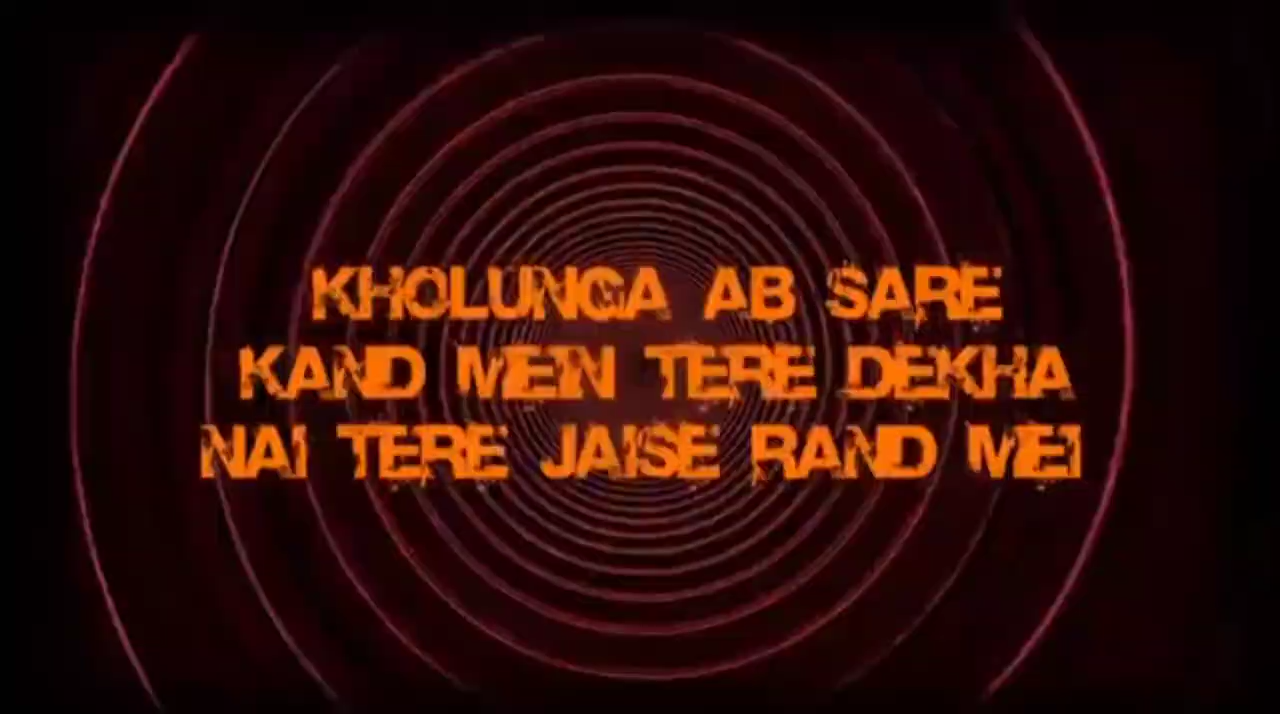 KHOLUNGA AB SARE
KAND MEIN TERE DEKHA
NAI TERE JAISE RAND MEI